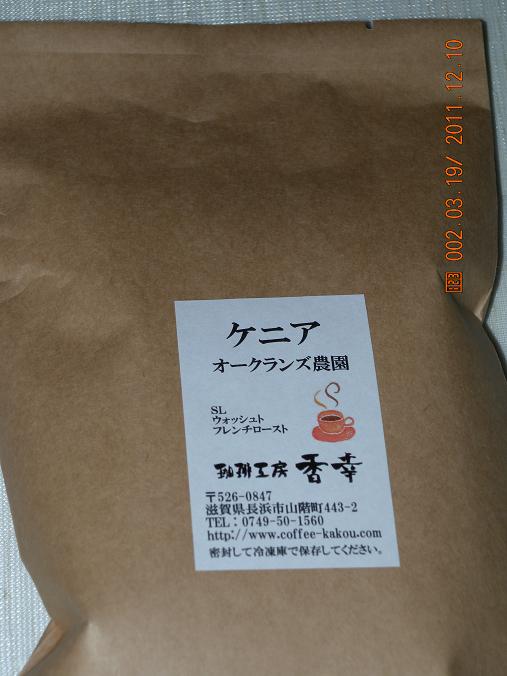 ケニア
オークランズ農園
SL
ウォッシュト
フレンチロースト
珈琲工房 香幸
〒526-0847
滋賀県長浜市山階町443-2
TEL：0749-50-1560
http://www.coffee-kakou.com
密封して冷凍庫で保存してください。
002.03.19/ 2011.12.10